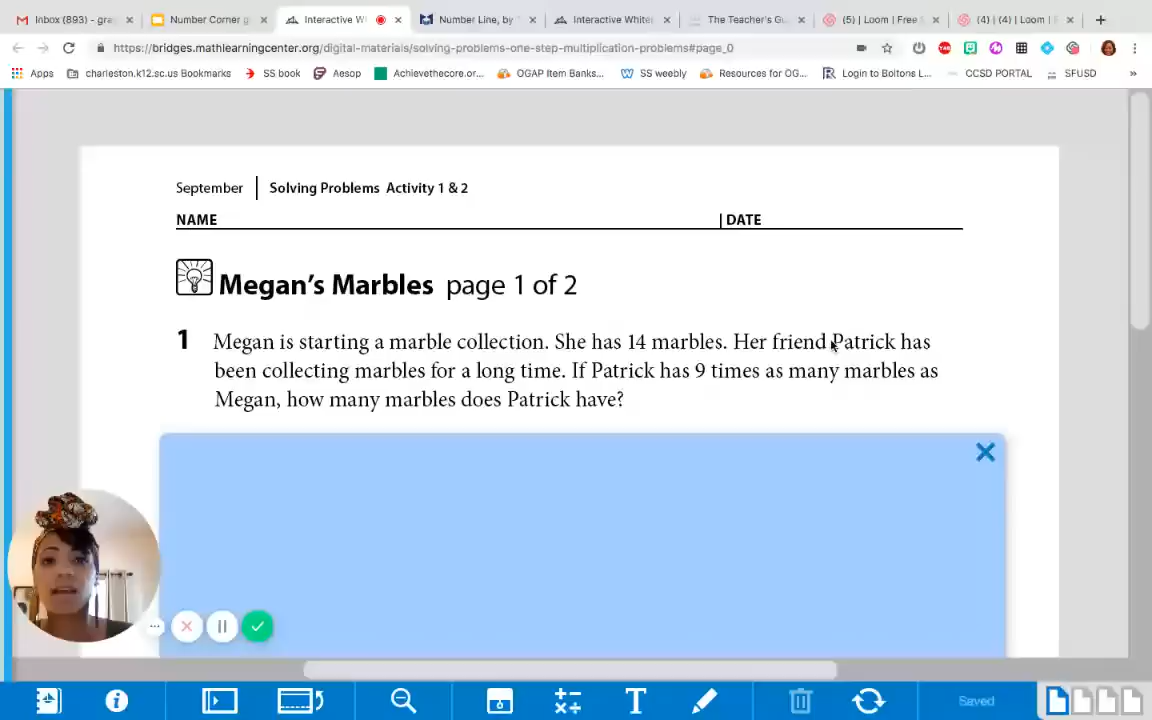 Inbox (893) - gra
Number Corner g
Interactive W
Number Line, by
Interactive White
The Teacher's Gu
(5) | Loom | Free
(4) | (4) | Loom |
https://bridges.mathlearningcenter.org/digital-materials/solving-problems-one-step-multiplication-problems#page_0
Apps
charleston.k12.sc.us Bookmarks
SS book
Aesop
Achievethecore.or...
OGAP Item Banks...
SS weebly
Resources for OG...
Login to Boltons L...
CCSD PORTAL
SFUSD
»
September | Solving Problems Activity 1 & 2
NAME | DATE
Megan's Marbles page 1 of 2
1 Megan is starting a marble collection. She has 14 marbles. Her friend Patrick has
been collecting marbles for a long time. If Patrick has 9 times as many marbles as
Megan, how many marbles does Patrick have?
T
Saved